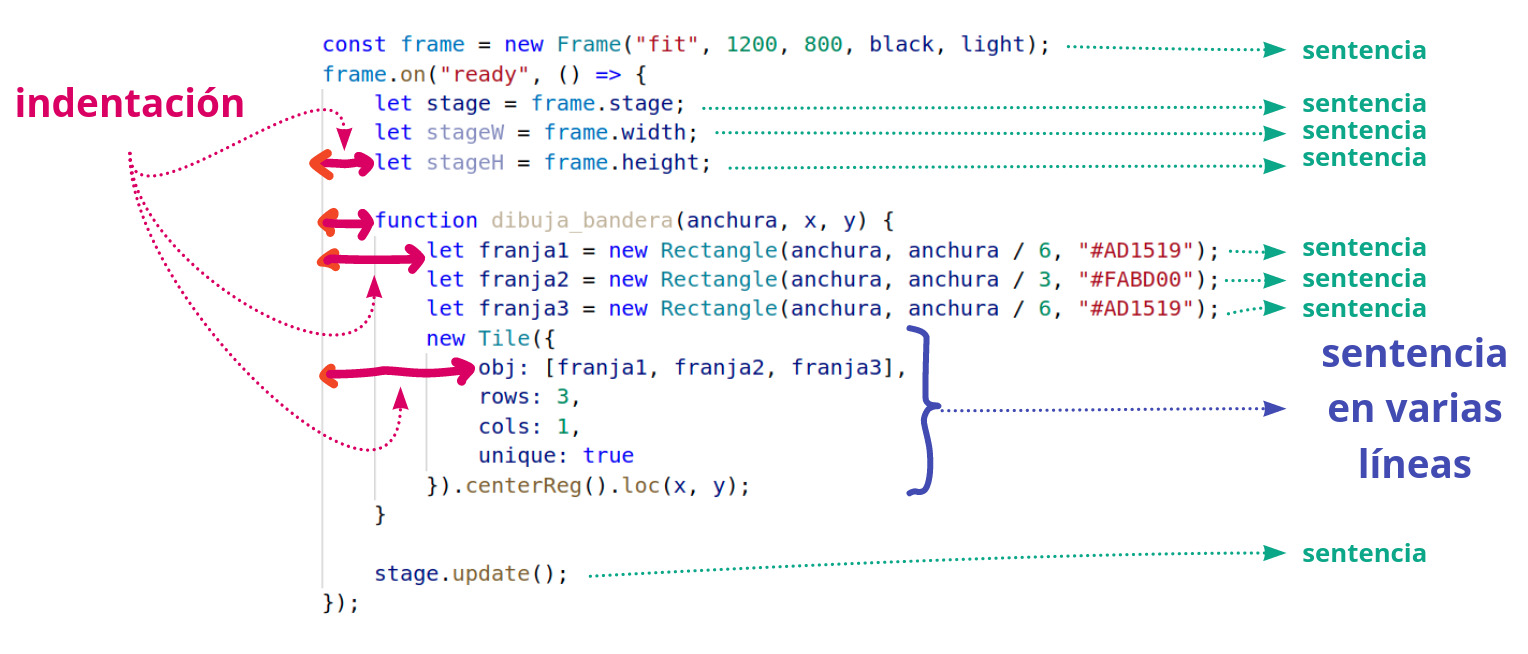 const frame = new Frame("fit", 1200, 800, black, light); sentencia
frame.on("ready", () => {
indentación
    let stage = frame.stage; sentencia
    let stageW = frame.width; sentencia
    let stageH = frame.height; sentencia
    function dibuja_bandera(anchura, x, y) {
        let franja1 = new Rectangle(anchura, anchura / 6, "#AD1519"); sentencia
        let franja2 = new Rectangle(anchura, anchura / 3, "#FABD00"); sentencia
        let franja3 = new Rectangle(anchura, anchura / 6, "#AD1519"); sentencia
        new Tile({
            obj: [franja1, franja2, franja3],
            rows: 3,
            cols: 1,
            unique: true
        }).centerReg().loc(x, y);
sentencia
en varias
líneas
    }
    stage.update(); sentencia
});